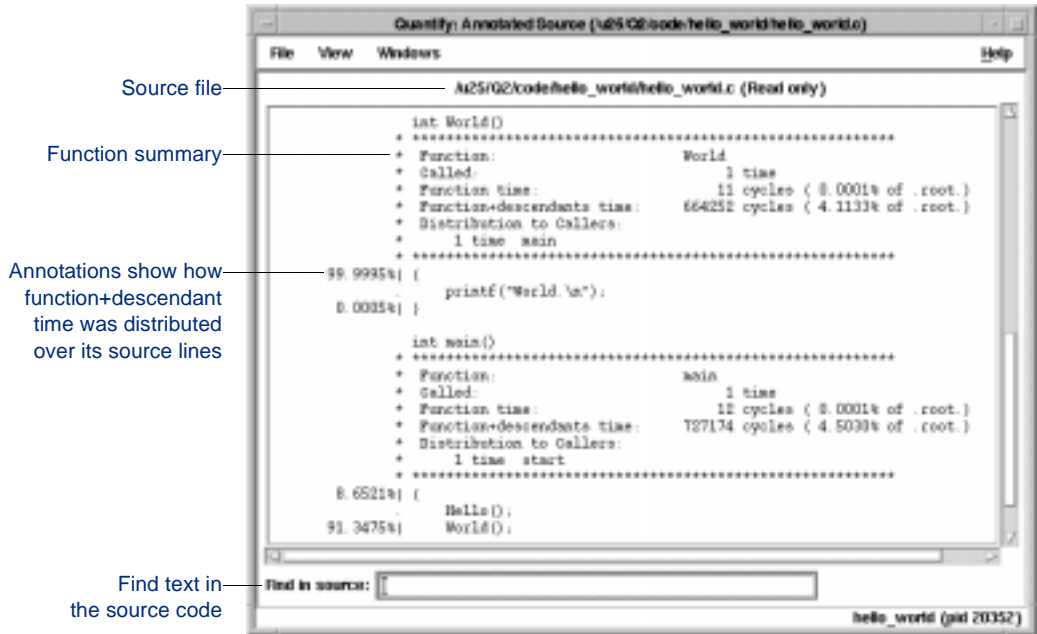 Quantify: Annotated Source (/u25/Q2/code/hello_world/hello_world.c)
File View Windows Help
Source file
/u25/Q2/code/hello_world/hello_world.c (Read only)
int World()
* **********************************************************
Function summary
* Function: World
* Called: 1 time
* Function time: 11 cycles ( 0.0001% of .root.)
* Function+descendants time: 664252 cycles ( 4.1133% of .root.)
* Distribution to Callers:
* 1 time main
* **********************************************************
Annotations show how
function+descendant
time was distributed
over its source lines
99.9995%| {
. printf("World.\n");
0.0005%| }
int main()
* **********************************************************
* Function: main
* Called: 1 time
* Function time: 12 cycles ( 0.0001% of .root.)
* Function+descendants time: 727174 cycles ( 4.5030% of .root.)
* Distribution to Callers:
* 1 time start
* **********************************************************
8.6521%| {
. Hello();
91.3475%| World();
Find text in
the source code
Find in source:
hello_world (pid 20352)